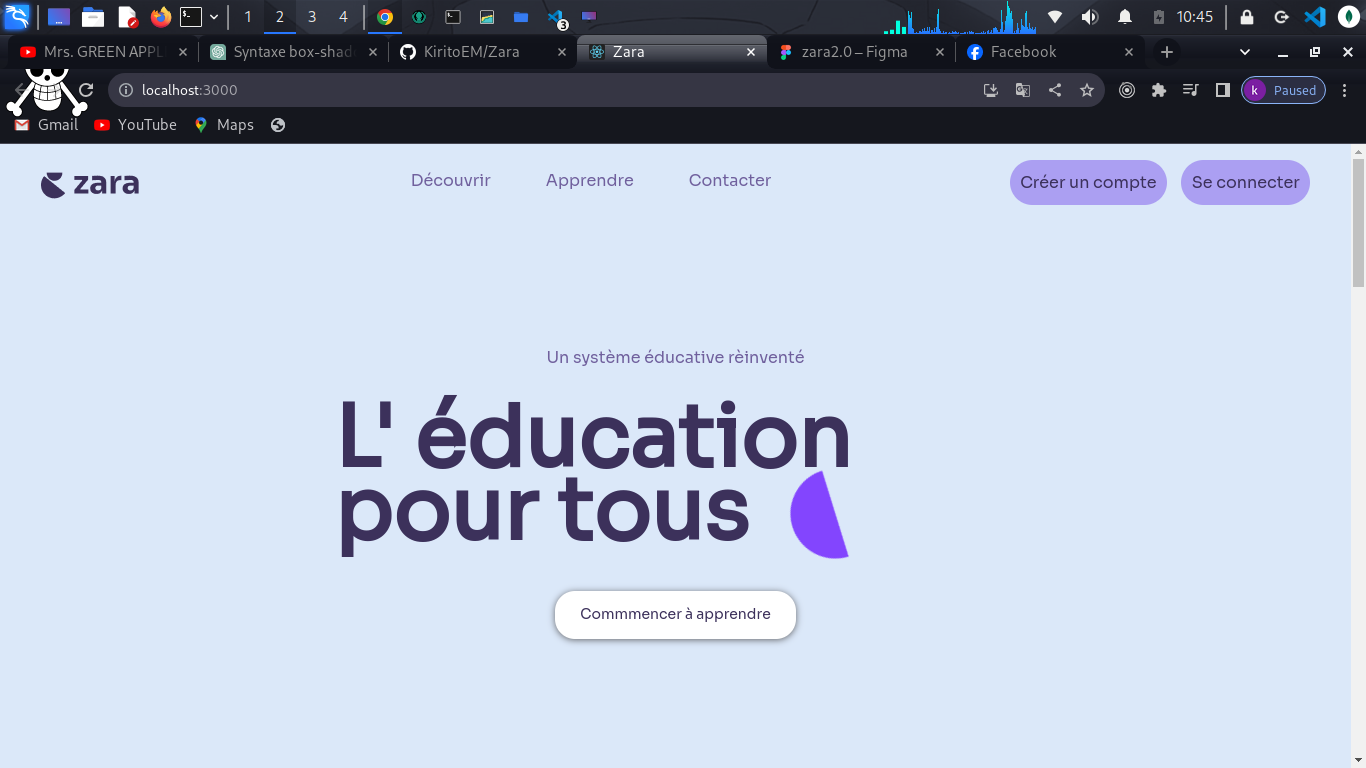 1 2 3 4 3 10:45
Mrs. GREEN APPL Syntaxe box-shad KiritoEM/Zara Zara zara2.0 – Figma Facebook
localhost:3000 k Paused
Gmail YouTube Maps
zara Découvrir Apprendre Contacter Créer un compte Se connecter
Un système éducative rèinventé
L' éducation
pour tous
Commmencer à apprendre